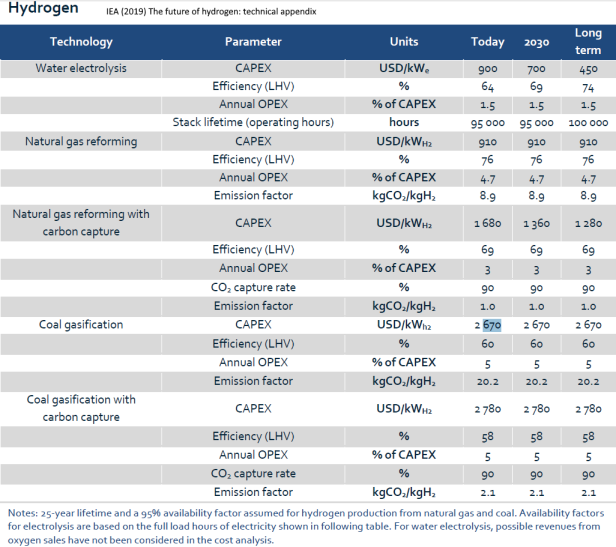 Hydrogen IEA (2019) The future of hydrogen: technical appendix
Technology Parameter Units Today 2030 Long term
Water electrolysis CAPEX USD/kWₑ 900 700 450
Efficiency (LHV) % 64 69 74
Annual OPEX % of CAPEX 1.5 1.5 1.5
Stack lifetime (operating hours) hours 95 000 95 000 100 000
Natural gas reforming CAPEX USD/kW_H2 910 910 910
Efficiency (LHV) % 76 76 76
Annual OPEX % of CAPEX 4.7 4.7 4.7
Emission factor kgCO₂/kgH₂ 8.9 8.9 8.9
Natural gas reforming with carbon capture CAPEX USD/kW_H2 1 680 1 360 1 280
Efficiency (LHV) % 69 69 69
Annual OPEX % of CAPEX 3 3 3
CO₂ capture rate % 90 90 90
Emission factor kgCO₂/kgH₂ 1.0 1.0 1.0
Coal gasification CAPEX USD/kW_h2 2 670 2 670 2 670
Efficiency (LHV) % 60 60 60
Annual OPEX % of CAPEX 5 5 5
Emission factor kgCO₂/kgH₂ 20.2 20.2 20.2
Coal gasification with carbon capture CAPEX USD/kW_H2 2 780 2 780 2 780
Efficiency (LHV) % 58 58 58
Annual OPEX % of CAPEX 5 5 5
CO₂ capture rate % 90 90 90
Emission factor kgCO₂/kgH₂ 2.1 2.1 2.1
Notes: 25-year lifetime and a 95% availability factor assumed for hydrogen production from natural gas and coal. Availability factors
for electrolysis are based on the full load hours of electricity shown in following table. For water electrolysis, possible revenues from
oxygen sales have not been considered in the cost analysis.